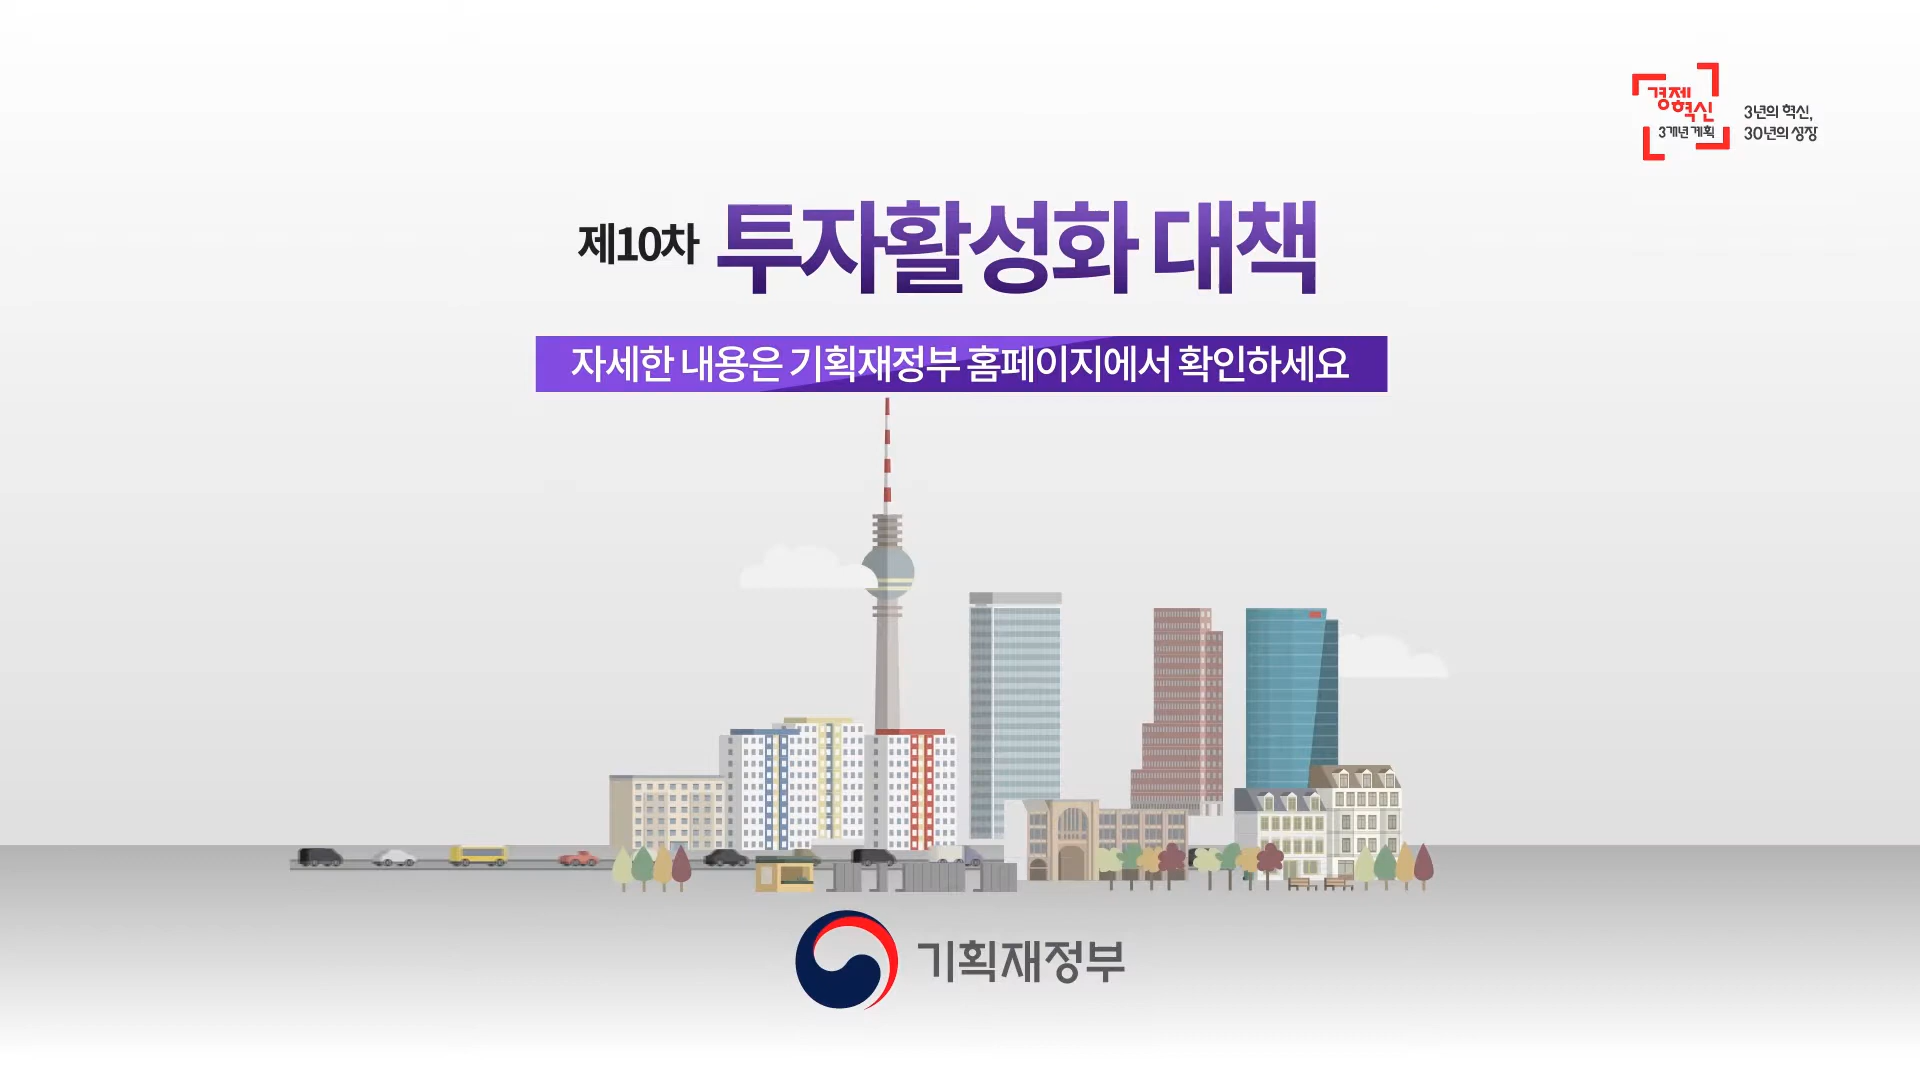 경제
혁신
3개년 계획
3년의 혁신,
30년의 성장
제10차 투자활성화 대책
자세한 내용은 기획재정부 홈페이지에서 확인하세요
기획재정부